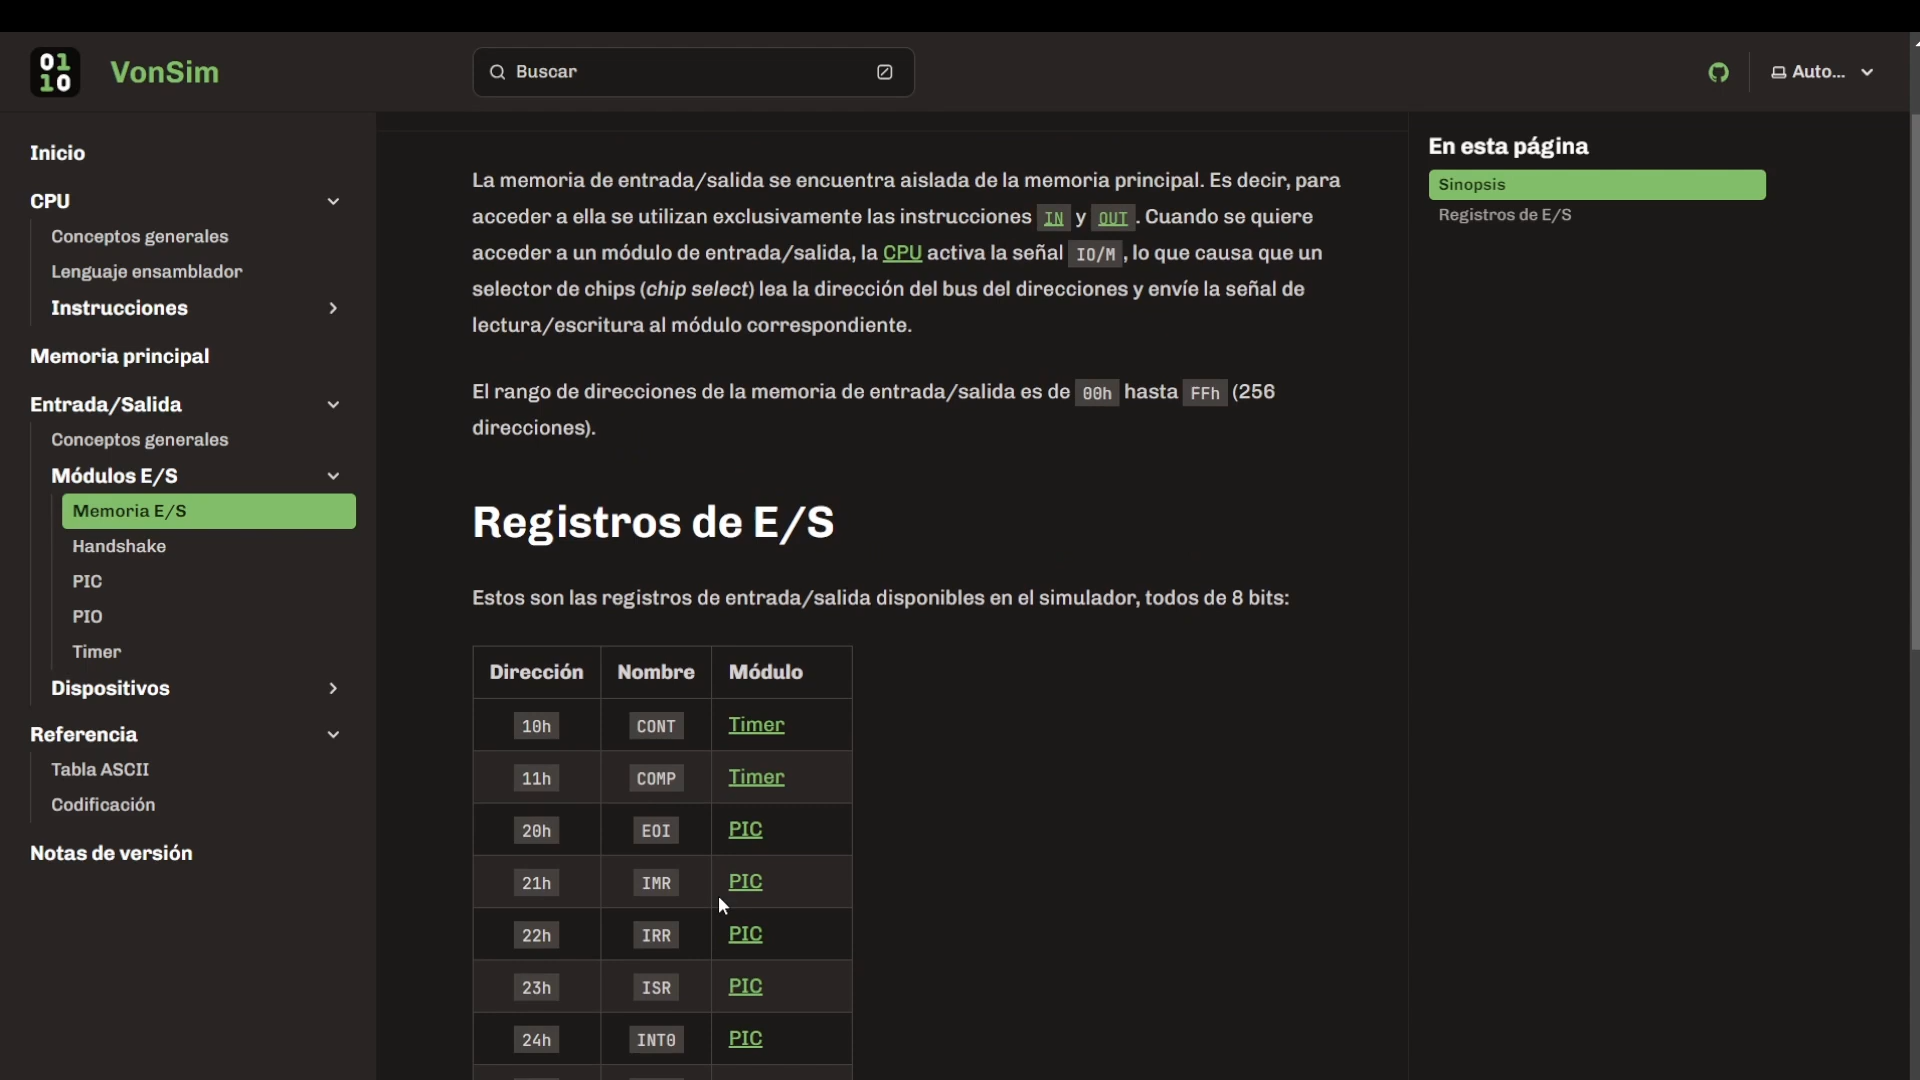 01
10
VonSim
Buscar
Auto...
Inicio
CPU
Conceptos generales
Lenguaje ensamblador
Instrucciones
Memoria principal
Entrada/Salida
Conceptos generales
Módulos E/S
Memoria E/S
Handshake
PIC
PIO
Timer
Dispositivos
Referencia
Tabla ASCII
Codificación
Notas de versión
La memoria de entrada/salida se encuentra aislada de la memoria principal. Es decir, para
acceder a ella se utilizan exclusivamente las instrucciones IN y OUT. Cuando se quiere
acceder a un módulo de entrada/salida, la CPU activa la señal IO/M, lo que causa que un
selector de chips (chip select) lea la dirección del bus del direcciones y envíe la señal de
lectura/escritura al módulo correspondiente.
El rango de direcciones de la memoria de entrada/salida es de 00h hasta FFh (256
direcciones).
Registros de E/S
Estos son las registros de entrada/salida disponibles en el simulador, todos de 8 bits:
Dirección Nombre Módulo
10h CONT Timer
11h COMP Timer
20h EOI PIC
21h IMR PIC
22h IRR PIC
23h ISR PIC
24h INT0 PIC
En esta página
Sinopsis
Registros de E/S